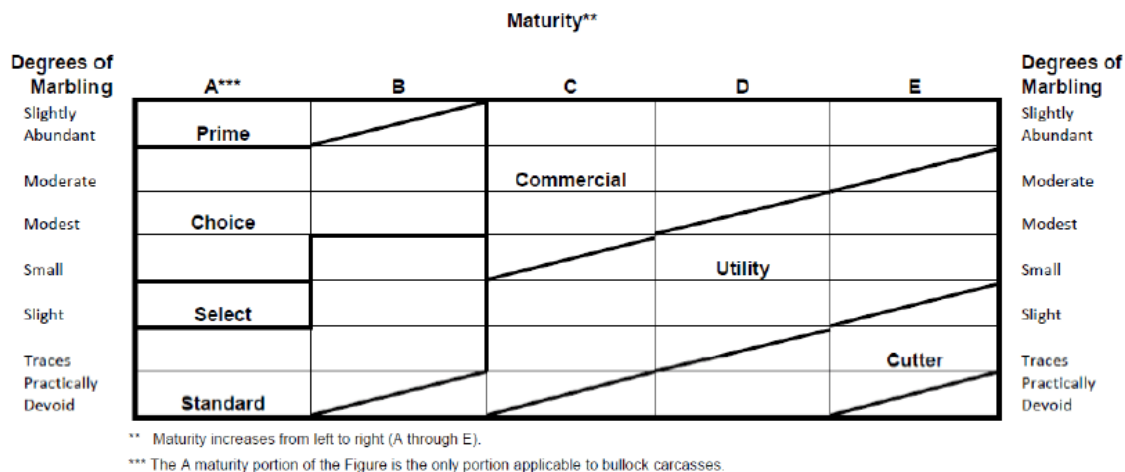 Maturity**
Degrees of Marbling A*** B C D E Degrees of Marbling
Slightly Abundant Prime Slightly Abundant
Moderate Commercial Moderate
Modest Choice Modest
Small Utility Small
Slight Select Slight
Traces Cutter Traces
Practically Devoid Standard Practically Devoid
** Maturity increases from left to right (A through E).
*** The A maturity portion of the Figure is the only portion applicable to bullock carcasses.